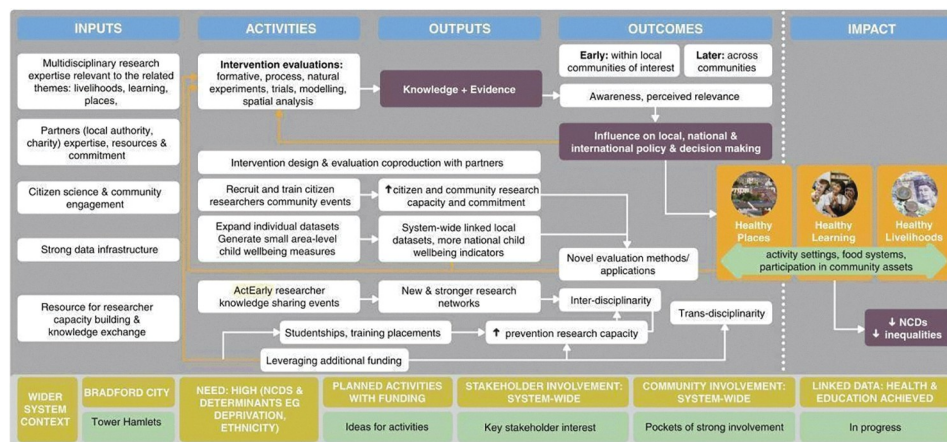 INPUTS
ACTIVITIES
OUTPUTS
OUTCOMES
IMPACT
Multidisciplinary research
expertise relevant to the related
themes: livelihoods, learning,
places,
Partners (local authority,
charity) expertise, resources &
commitment
Citizen science & community
engagement
Strong data infrastructure
Resource for researcher
capacity building &
knowledge exchange
Intervention evaluations:
formative, process, natural
experiments, trials, modelling,
spatial analysis
Knowledge + Evidence
Early: within local
communities of interest
Later: across
communities
Awareness, perceived relevance
Influence on local, national &
international policy & decision making
Intervention design & evaluation coproduction with partners
Recruit and train citizen
researchers community events
↑citizen and community research
capacity and commitment
Expand individual datasets
Generate small area-level
child wellbeing measures
System-wide linked local
datasets, more national child
wellbeing indicators
Novel evaluation methods/
applications
ActEarly researcher
knowledge sharing events
New & stronger research
networks
Inter-disciplinarity
Trans-disciplinarity
Studentships, training placements
↑ prevention research capacity
Leveraging additional funding
Healthy
Places
Healthy
Learning
Healthy
Livelihoods
activity settings, food systems,
participation in community assets
↓ NCDs
↓ inequalities
WIDER
SYSTEM
CONTEXT
BRADFORD CITY
Tower Hamlets
NEED: HIGH (NCDS &
DETERMINANTS EG
DEPRIVATION,
ETHNICITY)
PLANNED ACTIVITIES
WITH FUNDING
Ideas for activities
STAKEHOLDER INVOLVEMENT:
SYSTEM-WIDE
Key stakeholder interest
COMMUNITY INVOLVEMENT:
SYSTEM-WIDE
Pockets of strong involvement
LINKED DATA: HEALTH &
EDUCATION ACHIEVED
In progress